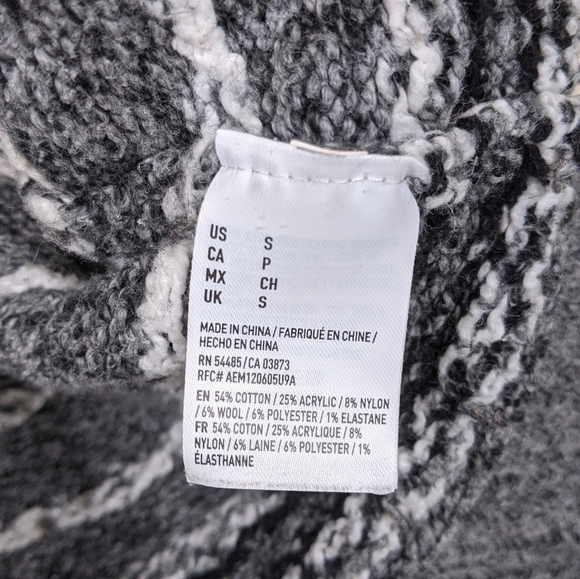 US S
CA P
MX CH
UK S
MADE IN CHINA / FABRIQUÉ EN CHINE /
HECHO EN CHINA
RN 54485/CA 03873
RFC# AEM120605U9A
EN 54% COTTON / 25% ACRYLIC / 8% NYLON
/ 6% WOOL / 6% POLYESTER / 1% ELASTANE
FR 54% COTON / 25% ACRYLIQUE / 8%
NYLON / 6% LAINE / 6% POLYESTER / 1%
ÉLASTHANNE